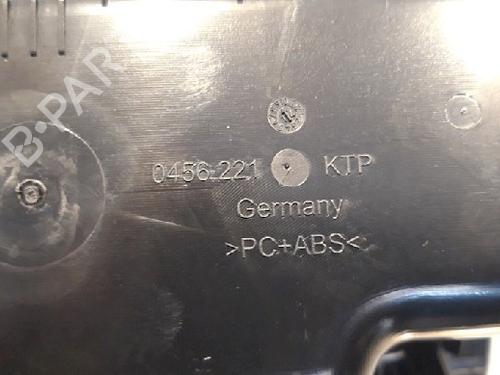 B·PAR
0456-221 KTP
Germany
>PC+ABS<